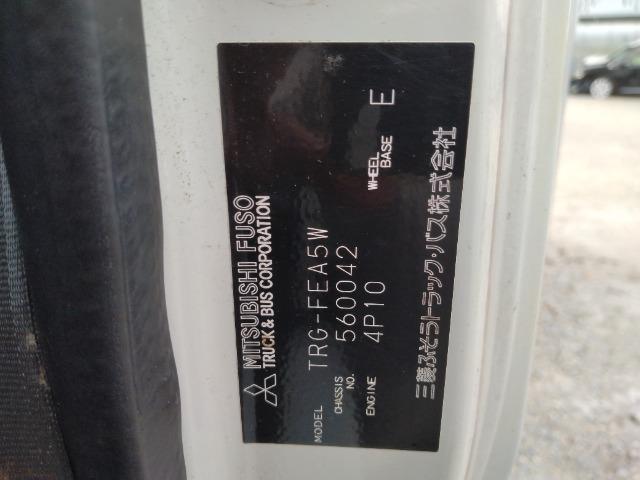 MITSUBISHI FUSO
TRUCK & BUS CORPORATION
MODEL TRG-FEA5W
CHASSIS NO. 560042
ENGINE 4P10 WHEEL BASE E
三菱ふそうトラック・バス株式会社